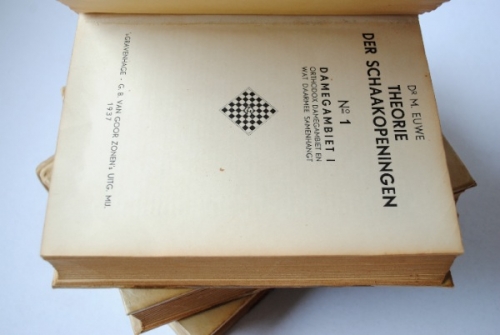 Dr M. EUWE
THEORIE
DER SCHAAKOPENINGEN
No 1
DAMEGAMBIET I
ORTHODOX DAMEGAMBIET EN
WAT DAARMEE SAMENHANGT
'sGRAVENHAGE - G. B. VAN GOOR ZONEN's UITG. MIJ.
1937